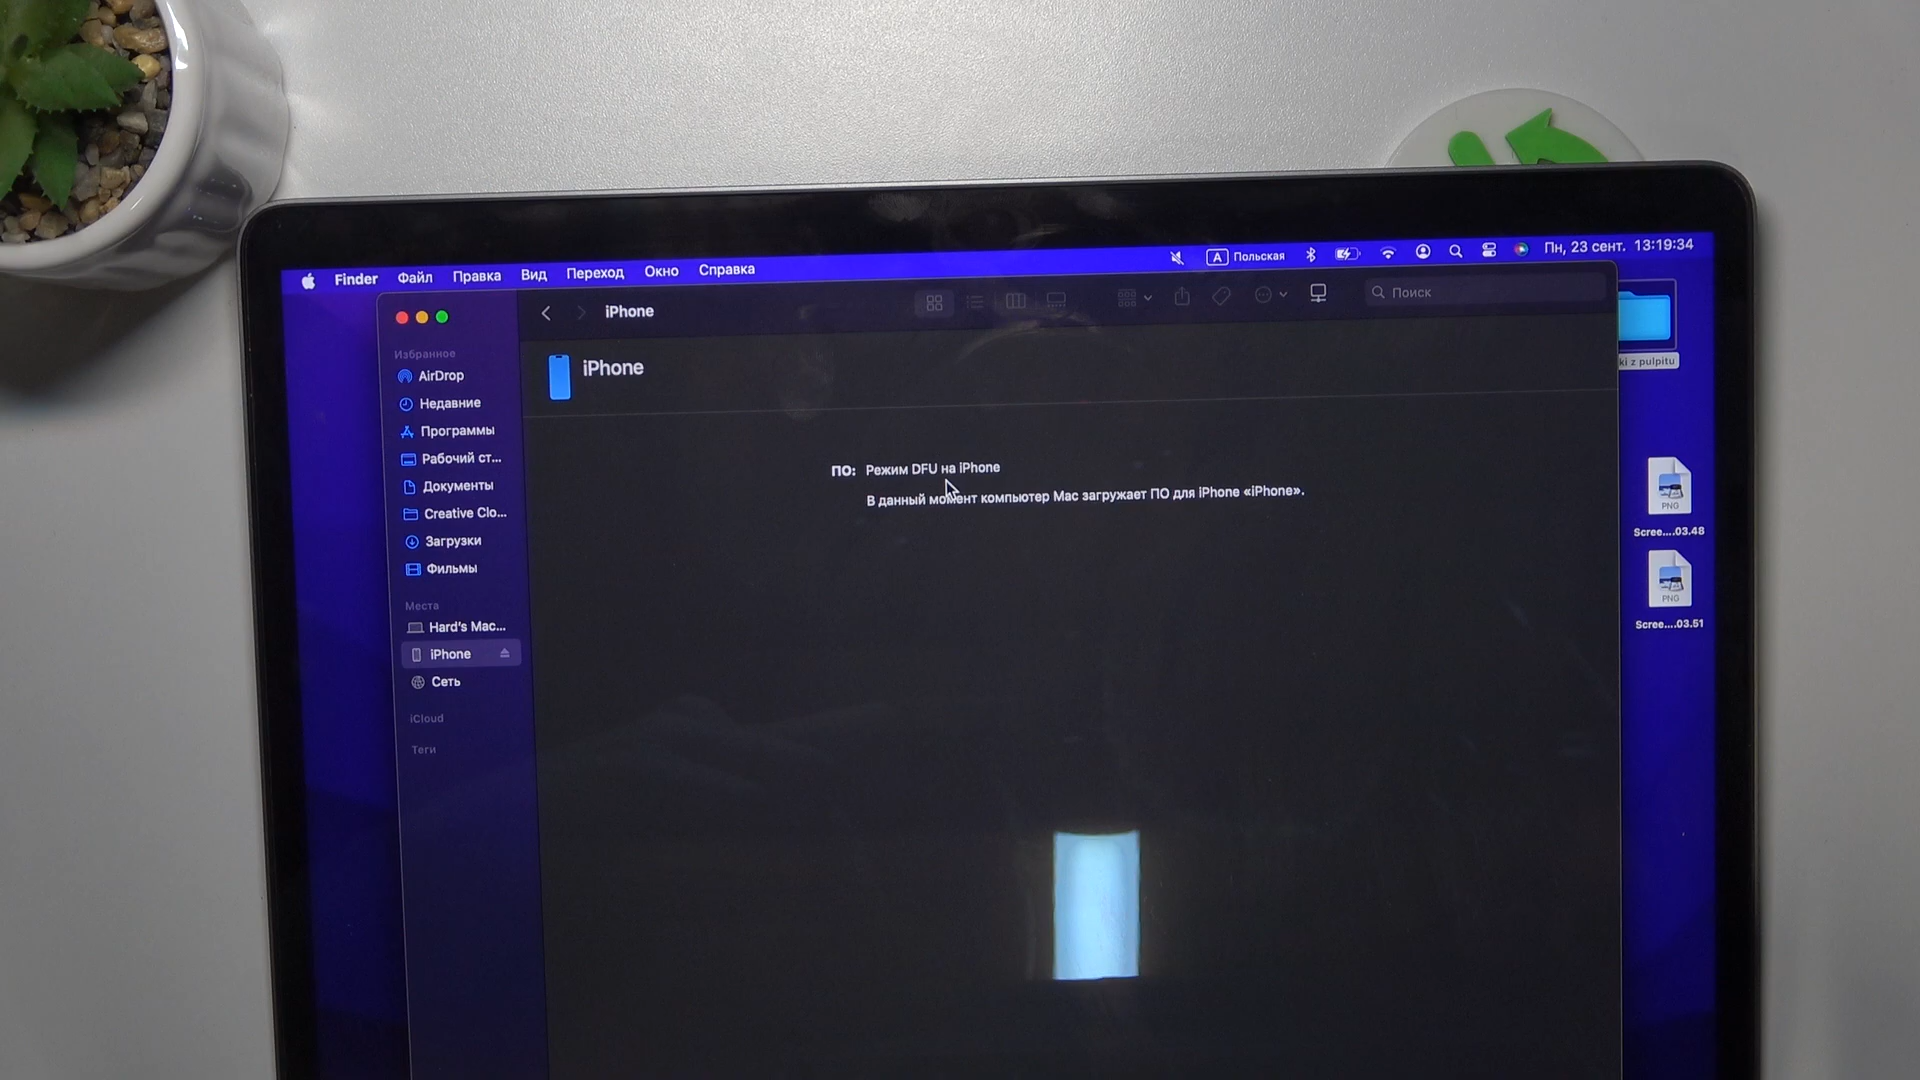 Finder Файл Правка Вид Переход Окно Справка A Польская Пн, 23 сент. 13:19:34
iPhone Поиск
iPhone
ki z pulpitu
Избранное
AirDrop
Недавние
Программы
Рабочий ст...
Документы
Creative Clo...
Загрузки
Фильмы
Места
Hard's Mac...
iPhone
Сеть
iCloud
Теги
ПО: Режим DFU на iPhone
В данный момент компьютер Mac загружает ПО для iPhone «iPhone».
PNG
Scree....03.48
PNG
Scree....03.51